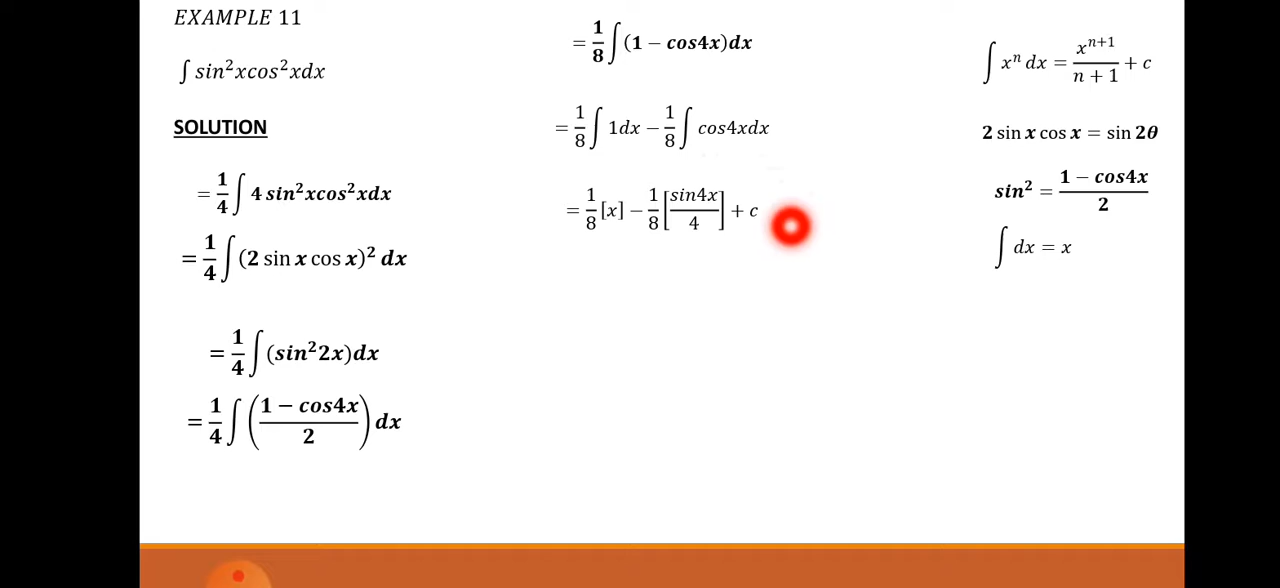 EXAMPLE 11
∫ sin²xcos²xdx
SOLUTION
= 1/4 ∫ 4 sin²xcos²xdx
= 1/4 ∫ (2 sin x cos x)² dx
= 1/4 ∫ (sin²2x)dx
= 1/4 ∫ ((1 − cos4x)/2) dx
= 1/8 ∫ (1 − cos4x)dx
= 1/8 ∫ 1dx − 1/8 ∫ cos4xdx
= 1/8 [x] − 1/8 [sin4x/4] + c
∫ xⁿ dx = xⁿ⁺¹/(n + 1) + c
2 sin x cos x = sin 2θ
sin² = (1 − cos4x)/2
∫ dx = x